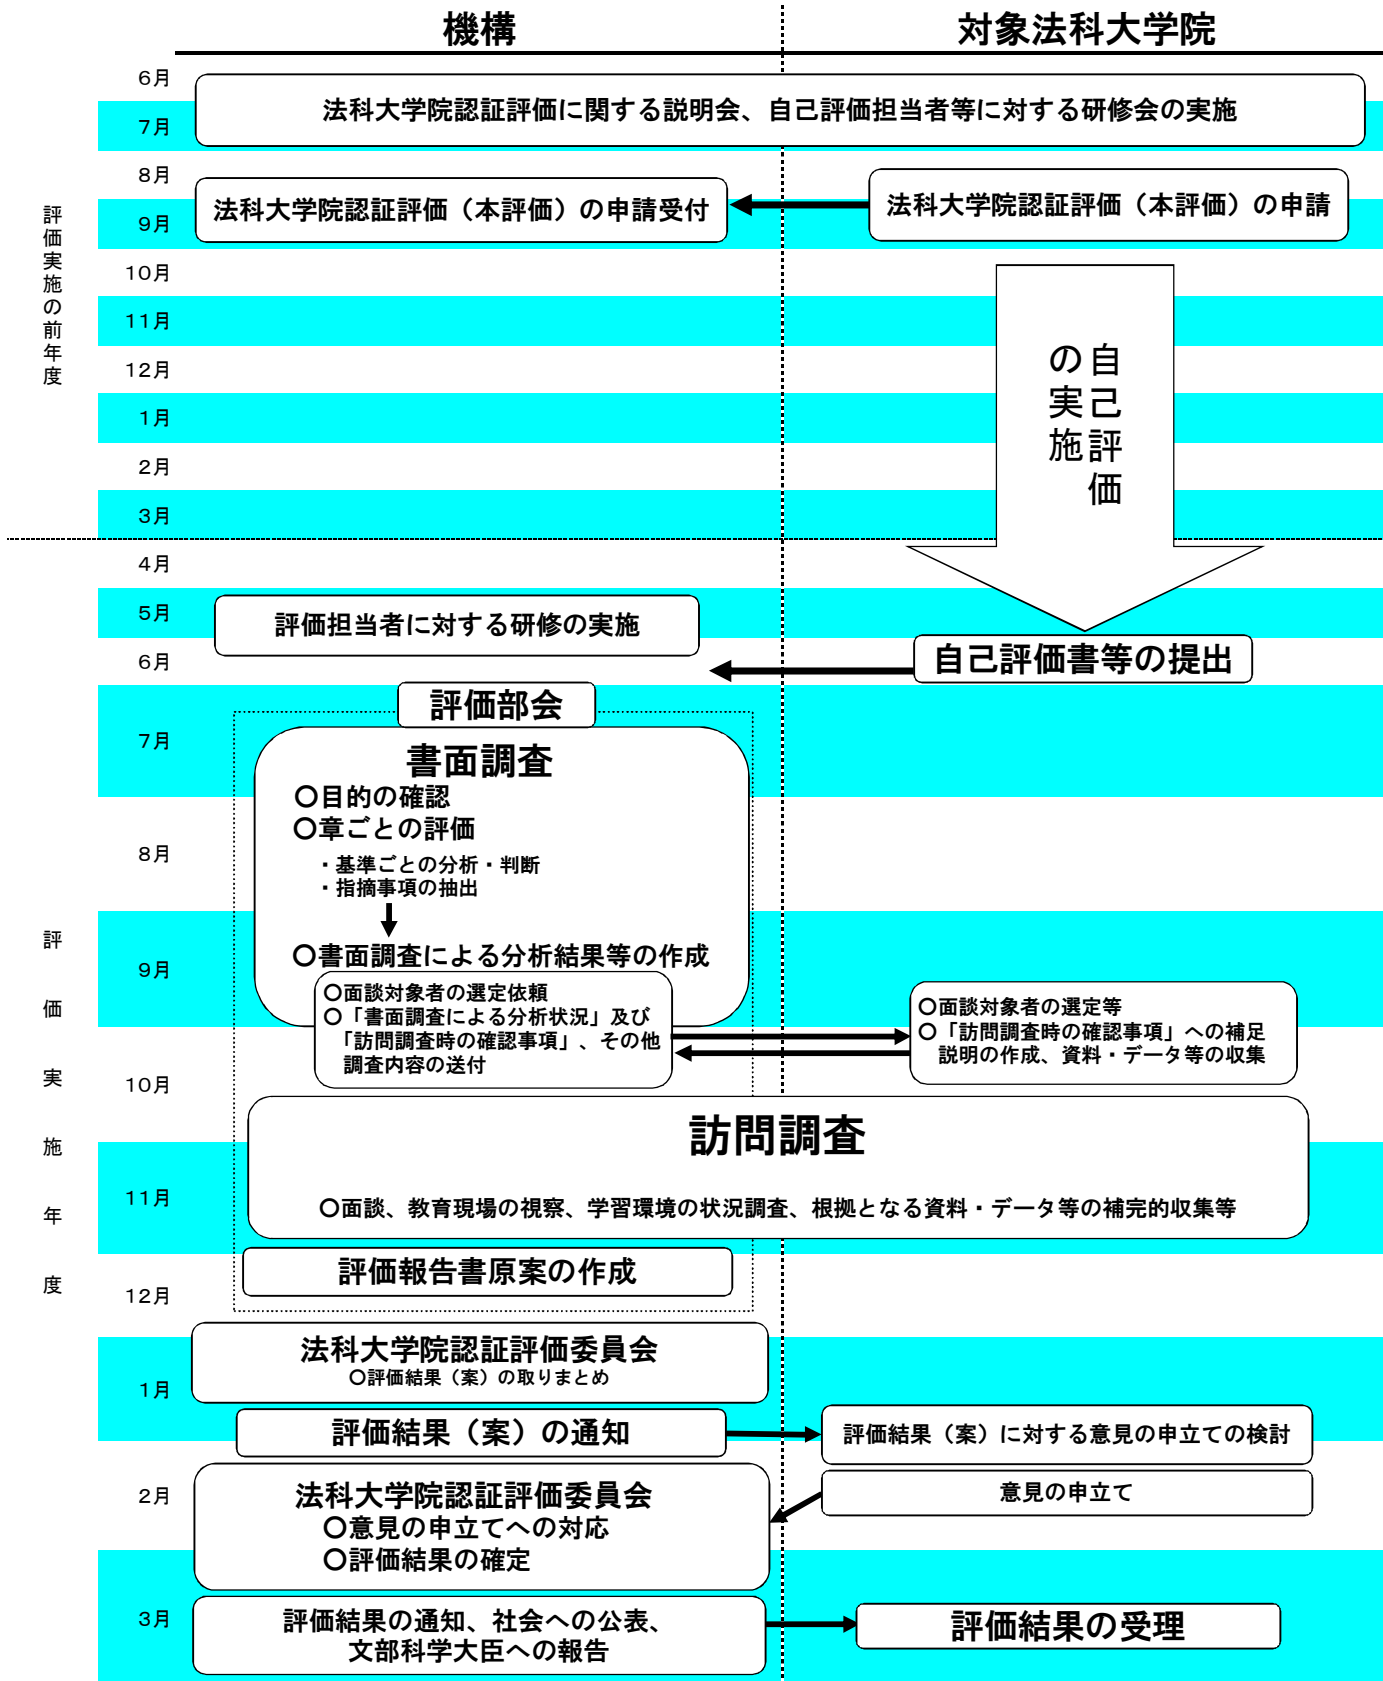 機構
対象法科大学院
6月
法科大学院認証評価に関する説明会、自己評価担当者等に対する研修会の実施
7月
8月
法科大学院認証評価（本評価）の申請受付
法科大学院認証評価（本評価）の申請
9月
評価実施の前年度
10月
11月
12月
1月
2月
3月
自己評価
の実施
4月
5月
評価担当者に対する研修の実施
6月
自己評価書等の提出
評価部会
7月
書面調査
〇目的の確認
〇章ごとの評価
8月
・基準ごとの分析・判断
・指摘事項の抽出
9月
〇書面調査による分析結果等の作成
〇面談対象者の選定依頼
〇「書面調査による分析状況」及び
「訪問調査時の確認事項」、その他
調査内容の送付
〇面談対象者の選定等
〇「訪問調査時の確認事項」への補足
説明の作成、資料・データ等の収集
10月
訪問調査
11月
〇面談、教育現場の視察、学習環境の状況調査、根拠となる資料・データ等の補完的収集等
評価実施年度
評価報告書原案の作成
12月
法科大学院認証評価委員会
〇評価結果（案）の取りまとめ
1月
評価結果（案）の通知
評価結果（案）に対する意見の申立ての検討
2月
法科大学院認証評価委員会
〇意見の申立てへの対応
〇評価結果の確定
意見の申立て
3月
評価結果の通知、社会への公表、
文部科学大臣への報告
評価結果の受理